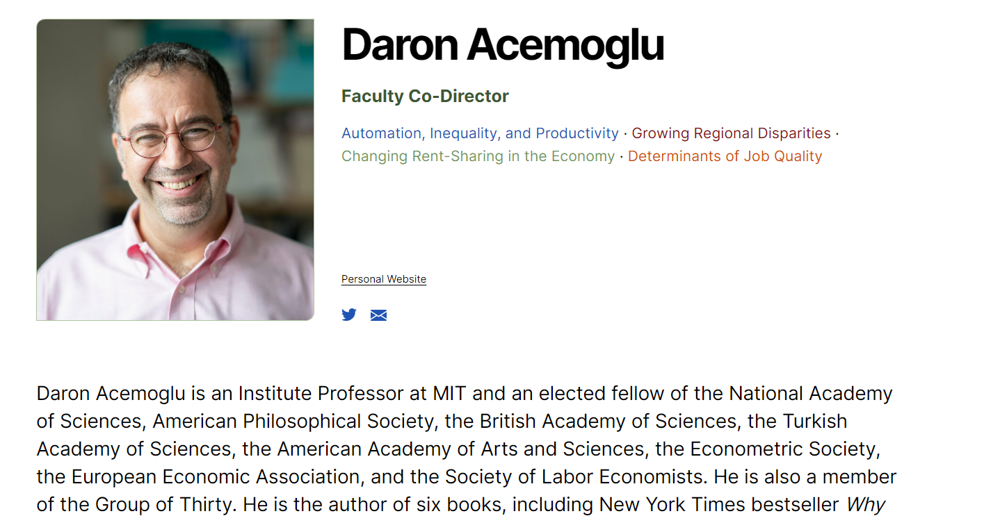 Daron Acemoglu
Faculty Co-Director
Automation, Inequality, and Productivity · Growing Regional Disparities ·
Changing Rent-Sharing in the Economy · Determinants of Job Quality
Personal Website
Daron Acemoglu is an Institute Professor at MIT and an elected fellow of the National Academy
of Sciences, American Philosophical Society, the British Academy of Sciences, the Turkish
Academy of Sciences, the American Academy of Arts and Sciences, the Econometric Society,
the European Economic Association, and the Society of Labor Economists. He is also a member
of the Group of Thirty. He is the author of six books, including New York Times bestseller Why